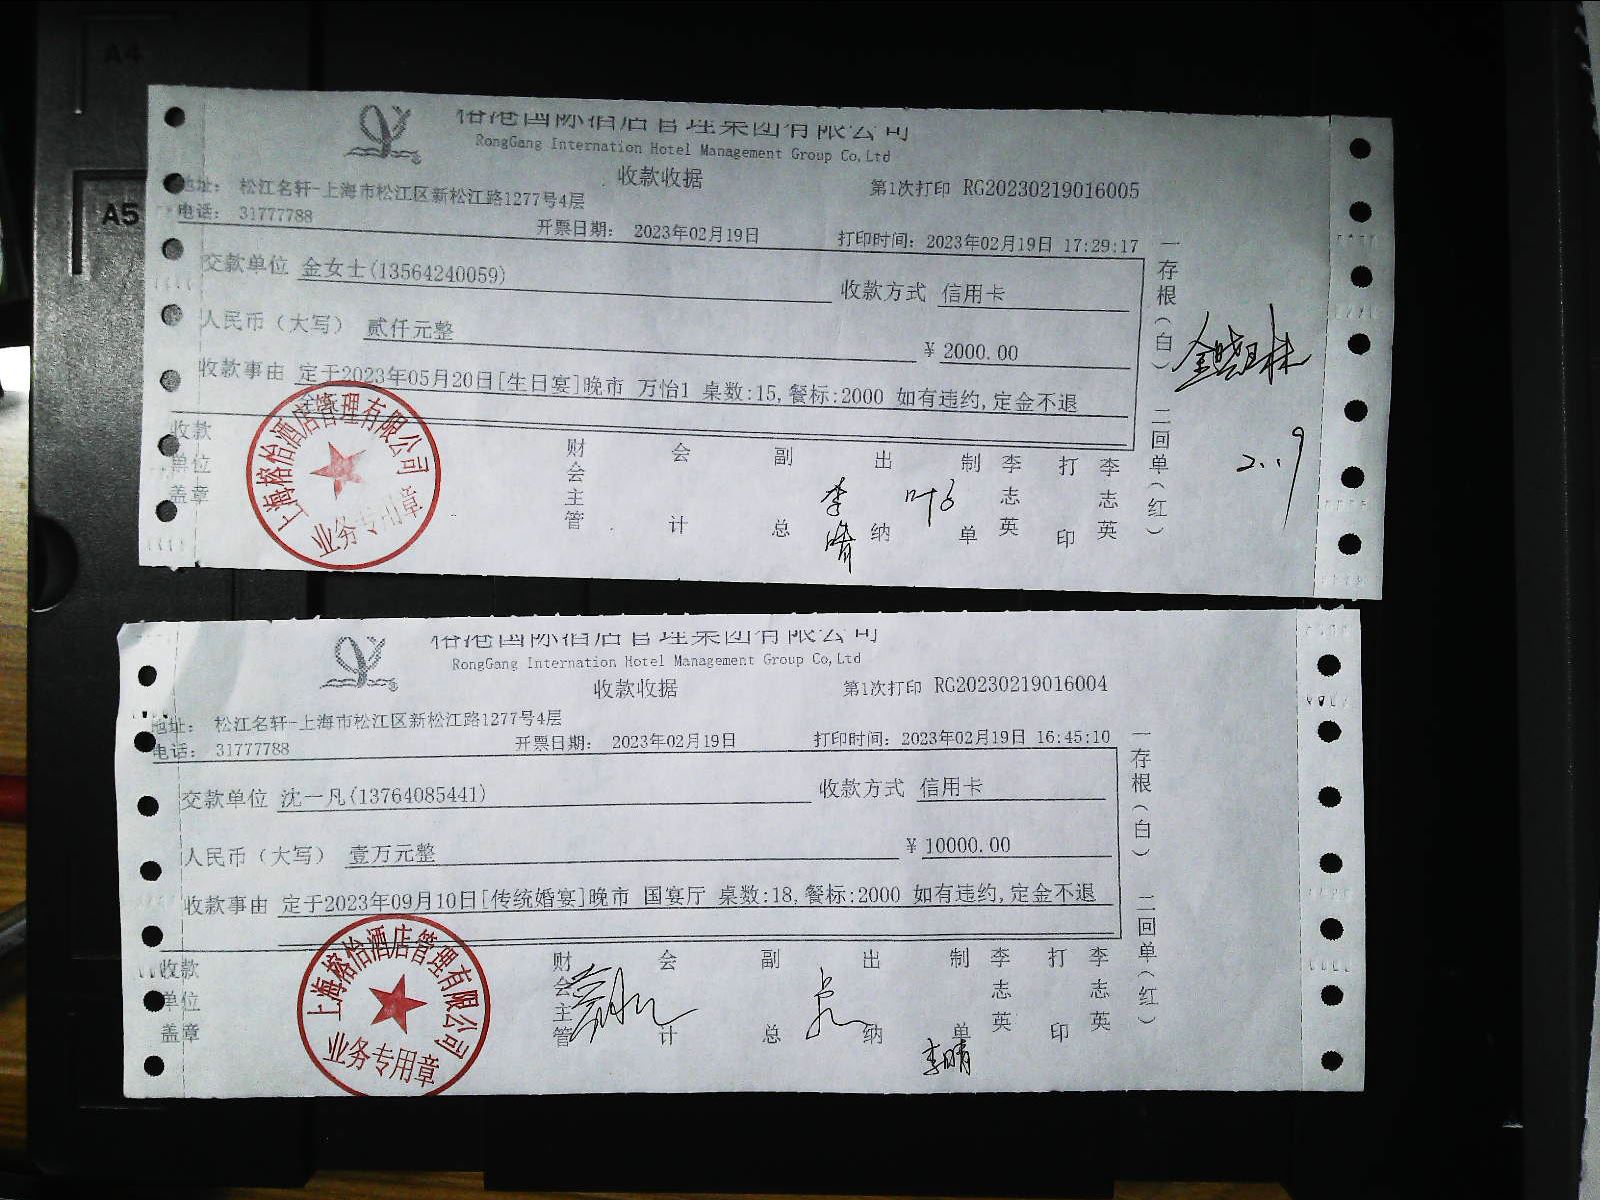 A4
A5
榕港国际酒店管理集团有限公司
RongGang Internation Hotel Management Group Co,Ltd
收款收据
第1次打印 RG20230219016005
地址: 松江名轩-上海市松江区新松江路1277号4层
电话: 31777788
开票日期: 2023年02月19日
打印时间: 2023年02月19日 17:29:17
交款单位 金女士(13564240059)
收款方式 信用卡
人民币（大写） 贰仟元整
¥ 2000.00
收款事由 定于2023年05月20日[生日宴]晚市 万怡1 桌数:15,餐标:2000 如有违约,定金不退
收款单位盖章
财会主管
会计
副总
李晴
出纳
制单
李志英
打印
李志英
一存根（白） 二回单（红）
上海榕怡酒店管理有限公司
业务专用章
榕港国际酒店管理集团有限公司
RongGang Internation Hotel Management Group Co,Ltd
收款收据
第1次打印 RG20230219016004
地址: 松江名轩-上海市松江区新松江路1277号4层
电话: 31777788
开票日期: 2023年02月19日
打印时间: 2023年02月19日 16:45:10
交款单位 沈一凡(13764085441)
收款方式 信用卡
人民币（大写） 壹万元整
¥ 10000.00
收款事由 定于2023年09月10日[传统婚宴]晚市 国宴厅 桌数:18,餐标:2000 如有违约,定金不退
收款单位盖章
财会主管
会计
副总
出纳
制单
李志英
打印
李志英
李晴
一存根（白） 二回单（红）
上海榕怡酒店管理有限公司
业务专用章